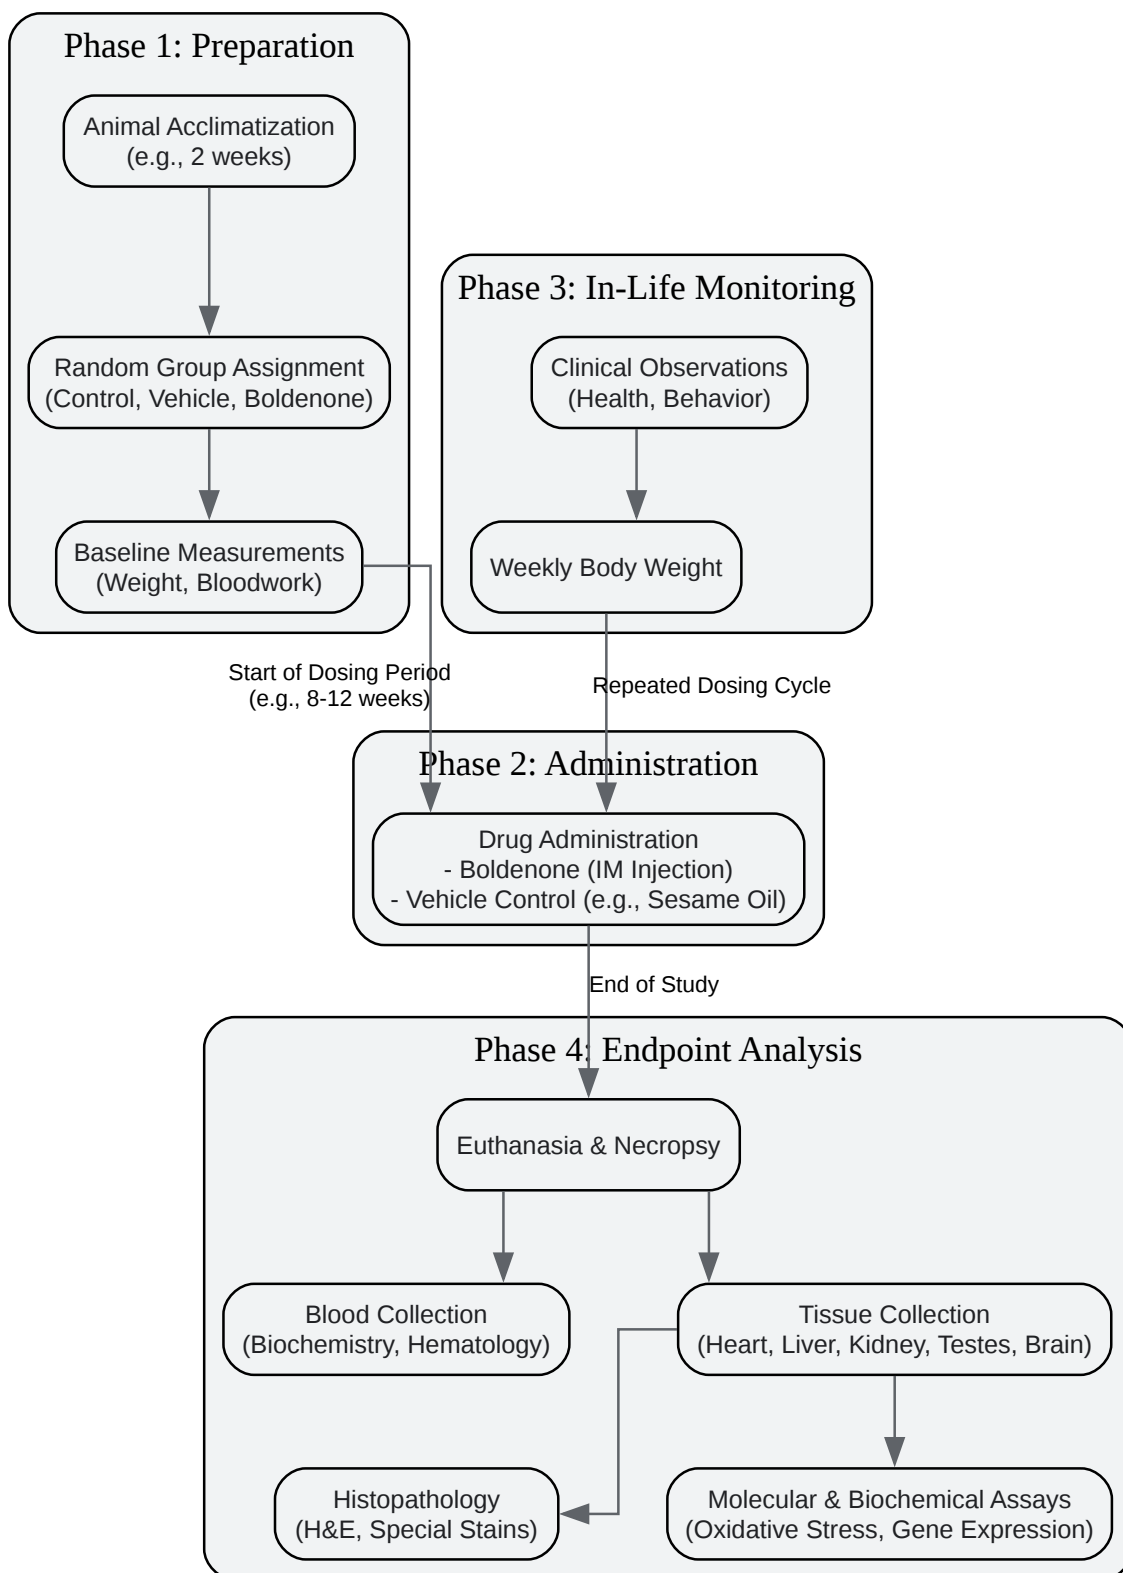 Phase 1: Preparation
Animal Acclimatization
(e.g., 2 weeks)
Random Group Assignment
(Control, Vehicle, Boldenone)
Baseline Measurements
(Weight, Bloodwork)
Phase 3: In-Life Monitoring
Clinical Observations
(Health, Behavior)
Weekly Body Weight
Start of Dosing Period
(e.g., 8-12 weeks)
Repeated Dosing Cycle
Phase 2: Administration
Drug Administration
- Boldenone (IM Injection)
- Vehicle Control (e.g., Sesame Oil)
End of Study
Phase 4: Endpoint Analysis
Euthanasia & Necropsy
Blood Collection
(Biochemistry, Hematology)
Tissue Collection
(Heart, Liver, Kidney, Testes, Brain)
Histopathology
(H&E, Special Stains)
Molecular & Biochemical Assays
(Oxidative Stress, Gene Expression)